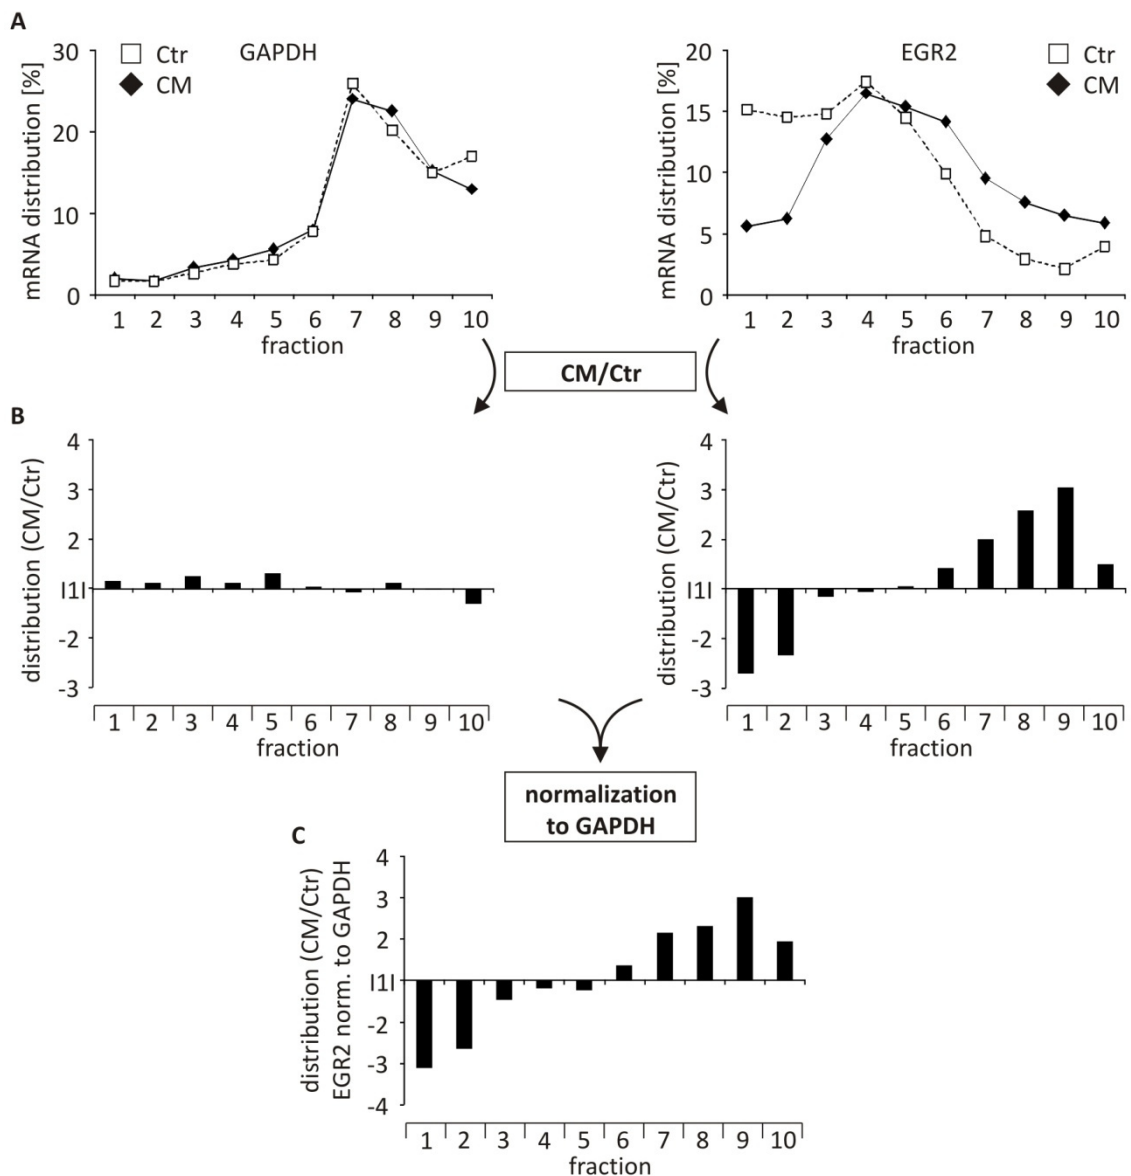 A
GAPDH
Ctr
CM
mRNA distribution [%]
30
20
10
0
1 2 3 4 5 6 7 8 9 10
fraction
EGR2
Ctr
CM
mRNA distribution [%]
20
15
10
5
0
1 2 3 4 5 6 7 8 9 10
fraction
CM/Ctr
B
distribution (CM/Ctr)
4
3
2
|1|
-2
-3
1 2 3 4 5 6 7 8 9 10
fraction
distribution (CM/Ctr)
4
3
2
|1|
-2
-3
1 2 3 4 5 6 7 8 9 10
fraction
normalization
to GAPDH
C
distribution (CM/Ctr)
EGR2 norm. to GAPDH
4
3
2
|1|
-2
-3
-4
1 2 3 4 5 6 7 8 9 10
fraction